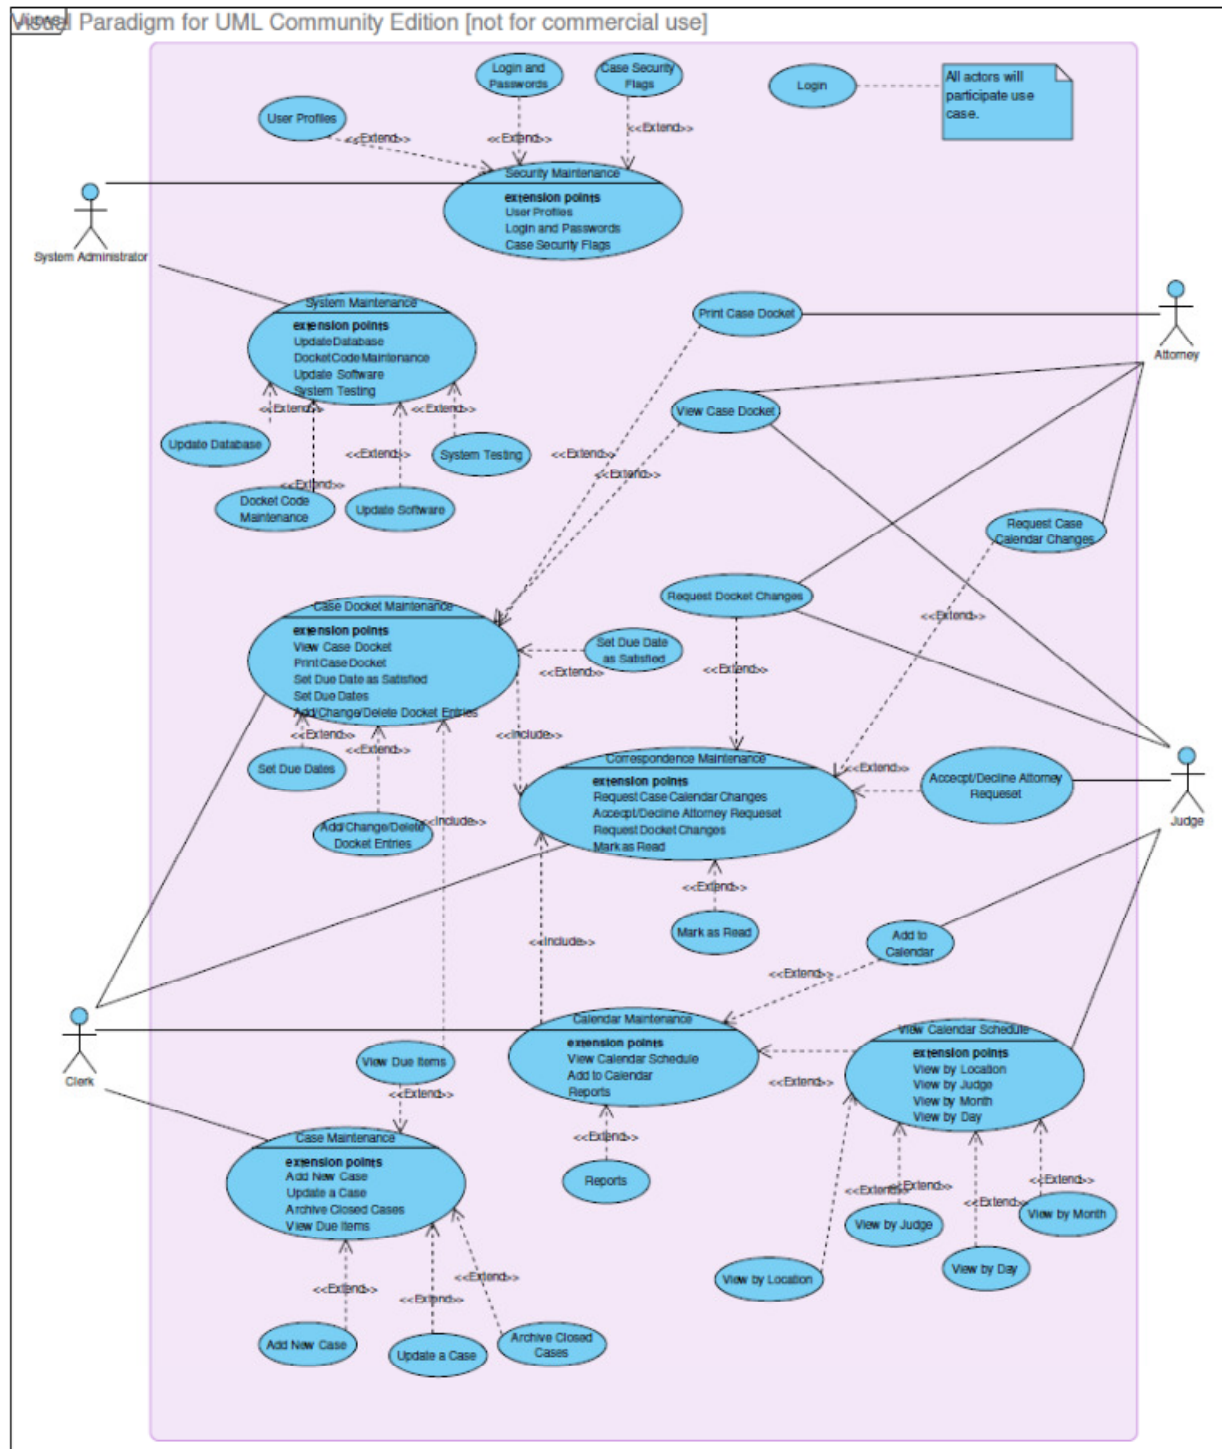 Visual Paradigm for UML Community Edition [not for commercial use]
Login and
Passwords
Case Security
Flags
Login
All actors will
participate use
case.
User Profiles
<<Extend>>
<<Extend>>
<<Extend>>
Security Maintenance
extension points
User Profiles
Login and Passwords
Case Security Flags
System Administrator
System Maintenance
extension points
Update Database
Docket Code Maintenance
Update Software
System Testing
Print Case Docket
Attorney
<<Extend>>
<<Extend>>
View Case Docket
Update Database
<<Extend>>
System Testing
<<Extend>>
<<Extend>>
<<Extend>>
<<Extend>>
Docket Code
Maintenance
Update Software
Request Case
Calendar Changes
Request Docket Changes
Case Docket Maintenance
extension points
View Case Docket
Print Case Docket
Set Due Date as Satisfied
Set Due Dates
Add/Change/Delete Docket Entries
Set Due Date
as Satisfied
<<Extend>>
<<Extend>>
<<Extend>>
<<Extend>>
<<Extend>>
<<Include>>
Set Due Dates
Correspondence Maintenance
extension points
Request Case Calendar Changes
Accecpt/Decline Attorney Requeset
Request Docket Changes
Mark as Read
<<Extend>>
Accecpt/Decline Attorney
Requeset
Judge
Add/Change/Delete
Docket Entries
<<Include>>
<<Extend>>
Mark as Read
<<Include>>
Add to
Calendar
<<Extend>>
Clerk
View Due Items
<<Extend>>
Calendar Maintenance
extension points
View Calendar Schedule
Add to Calendar
Reports
<<Extend>>
View Calendar Schedule
extension points
View by Location
View by Judge
View by Month
View by Day
Case Maintenance
extension points
Add New Case
Update a Case
Archive Closed Cases
View Due Items
<<Extend>>
Reports
<<Extend>>
<<Extend>>
<<Extend>>
<<Extend>>
View by Judge
View by Month
View by Location
View by Day
<<Extend>>
<<Extend>>
<<Extend>>
Add New Case
Update a Case
Archive Closed
Cases